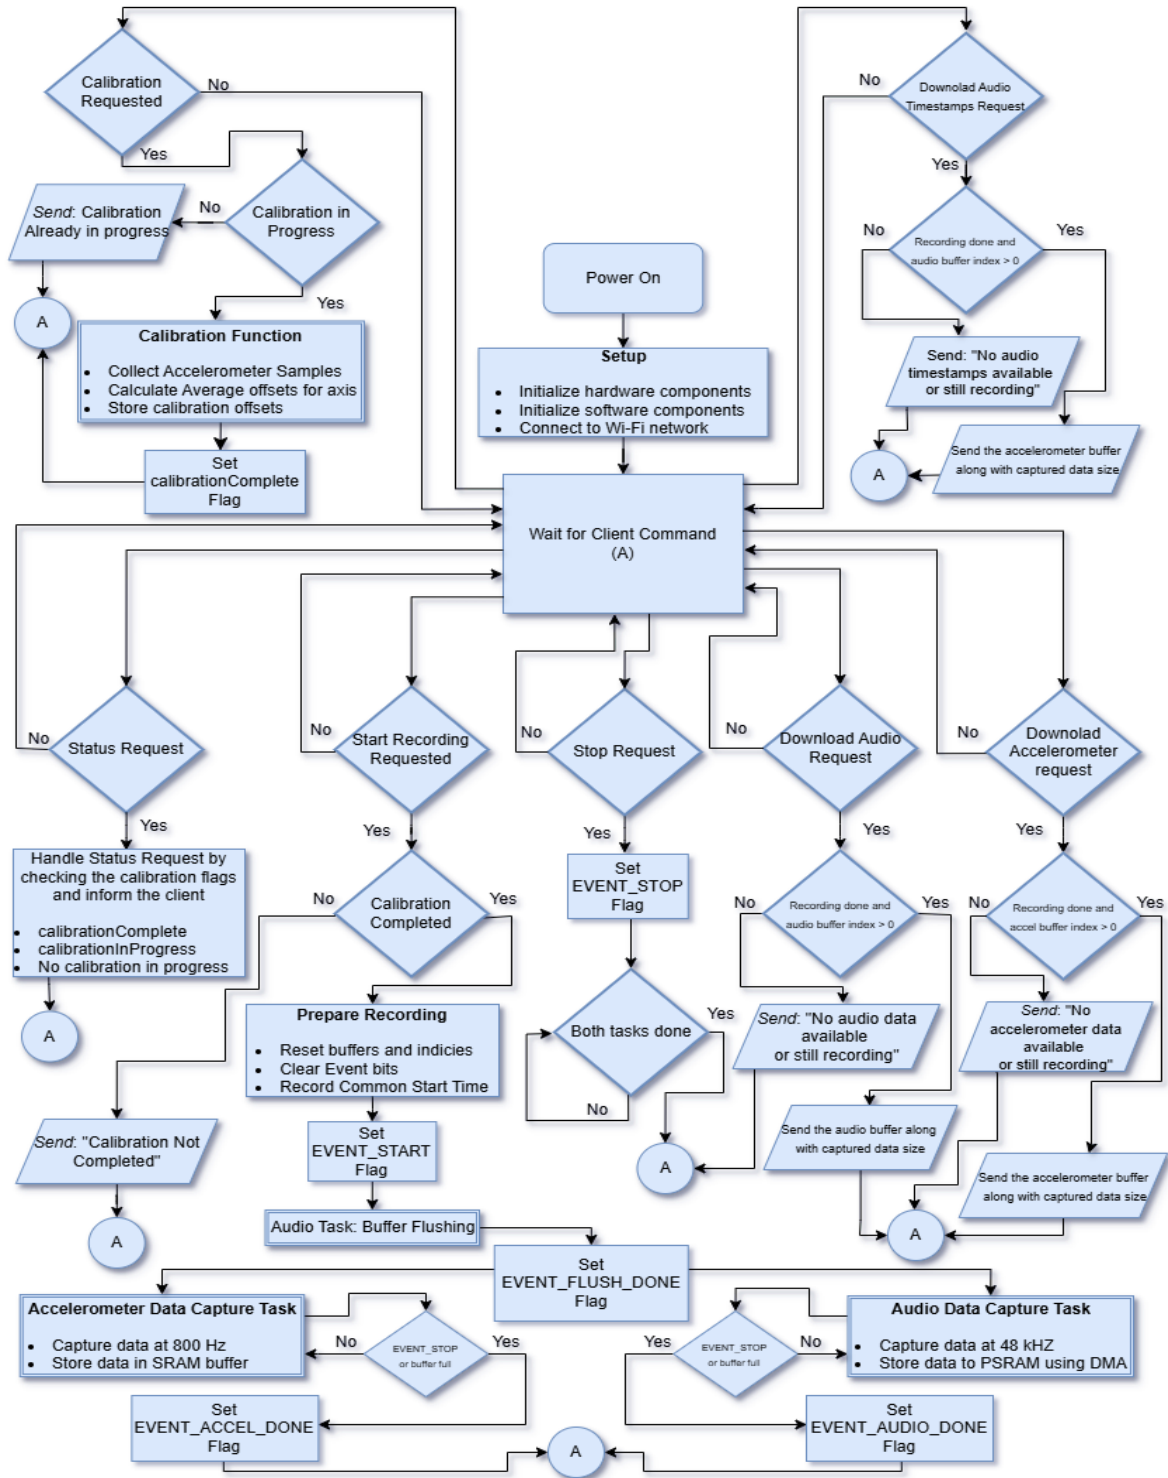 Calibration
Requested
No
Yes
Calibration in
Progress
No
Send: Calibration
Already in progress
A
Yes
Calibration Function
• Collect Accelerometer Samples
• Calculate Average offsets for axis
• Store calibration offsets
Set
calibrationComplete
Flag
Power On
Setup
• Initialize hardware components
• Initialize software components
• Connect to Wi-Fi network
Wait for Client Command
(A)
Downolad Audio
Timestamps Request
No
Yes
Recording done and
audio buffer index > 0
No
Yes
Send: "No audio
timestamps available
or still recording"
A
Send the accelerometer buffer
along with captured data size
Status Request
No
Yes
Handle Status Request by
checking the calibration flags
and inform the client
• calibrationComplete
• calibrationInProgress
• No calibration in progress
A
Start Recording
Requested
No
Yes
Calibration
Completed
No
Yes
Send: "Calibration Not
Completed"
A
Prepare Recording
• Reset buffers and indicies
• Clear Event bits
• Record Common Start Time
Set
EVENT_START
Flag
Audio Task: Buffer Flushing
Stop Request
No
Yes
Set
EVENT_STOP
Flag
Both tasks done
Yes
No
A
Download Audio
Request
No
Yes
Recording done and
audio buffer index > 0
No
Yes
Send: "No audio data
available
or still recording"
Send the audio buffer along
with captured data size
Downolad
Accelerometer
request
No
Yes
Recording done and
accel buffer index > 0
No
Yes
Send: "No
accelerometer data
available
or still recording"
Send the accelerometer buffer
along with captured data size
A
Set
EVENT_FLUSH_DONE
Flag
Accelerometer Data Capture Task
• Capture data at 800 Hz
• Store data in SRAM buffer
EVENT_STOP
or buffer full
No
Yes
Set
EVENT_ACCEL_DONE
Flag
Audio Data Capture Task
• Capture data at 48 kHZ
• Store data to PSRAM using DMA
EVENT_STOP
or buffer full
Yes
No
Set
EVENT_AUDIO_DONE
Flag
A